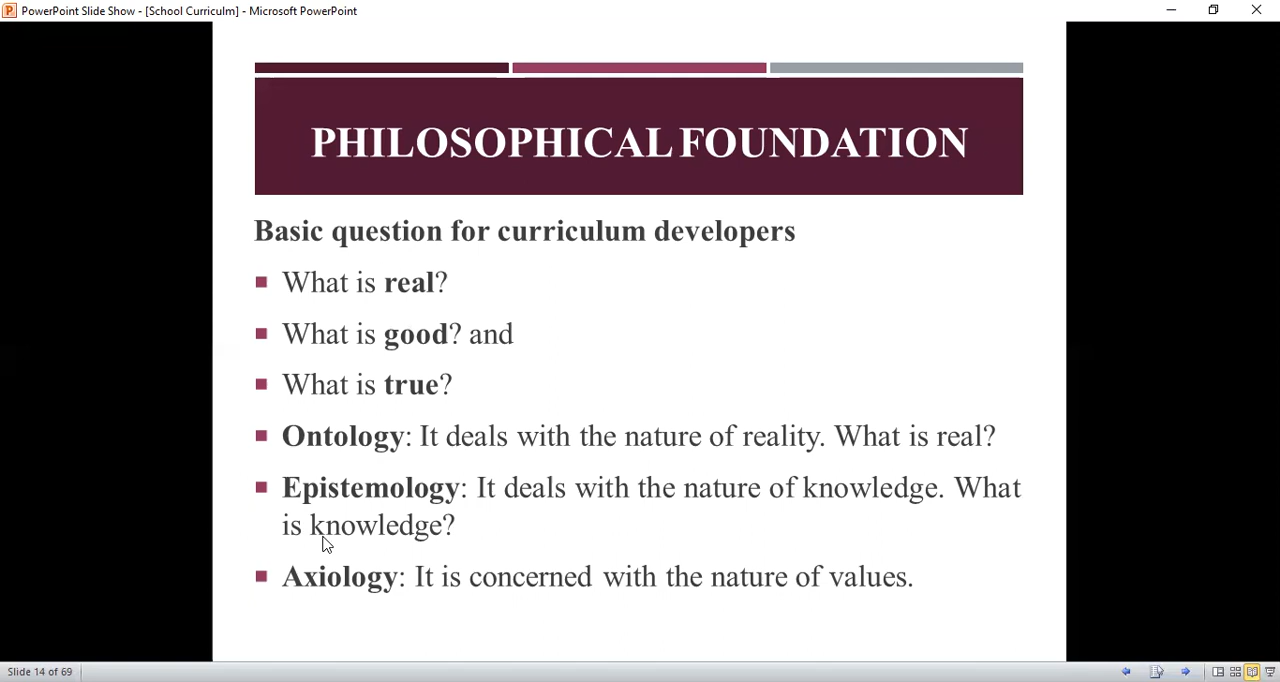 PowerPoint Slide Show - [School Curriculm] - Microsoft PowerPoint
PHILOSOPHICAL FOUNDATION
Basic question for curriculum developers
What is real?
What is good? and
What is true?
Ontology: It deals with the nature of reality. What is real?
Epistemology: It deals with the nature of knowledge. What
is knowledge?
Axiology: It is concerned with the nature of values.
Slide 14 of 69